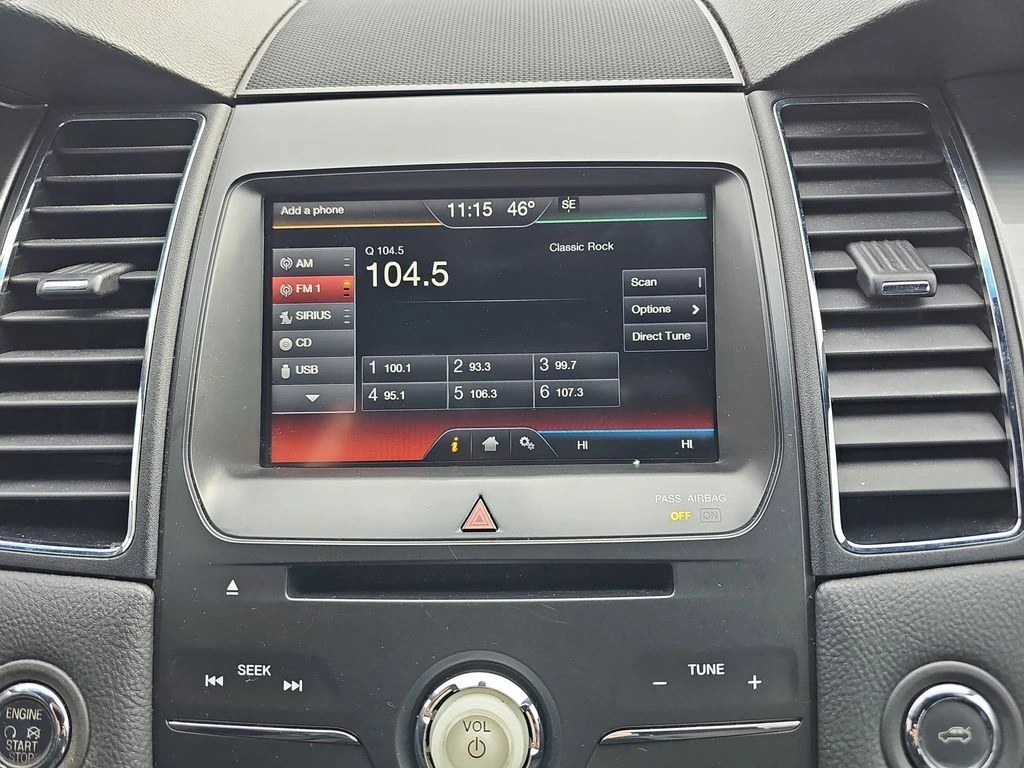 Add a phone
11:15 46°
SE
Q 104.5
Classic Rock
104.5
AM
FM 1
SIRIUS
CD
USB
Scan
Options
Direct Tune
1 100.1
2 93.3
3 99.7
4 95.1
5 106.3
6 107.3
i
HI
HI
PASS AIRBAG
OFF ON
SEEK
TUNE
− +
VOL
ENGINE
START
STOP